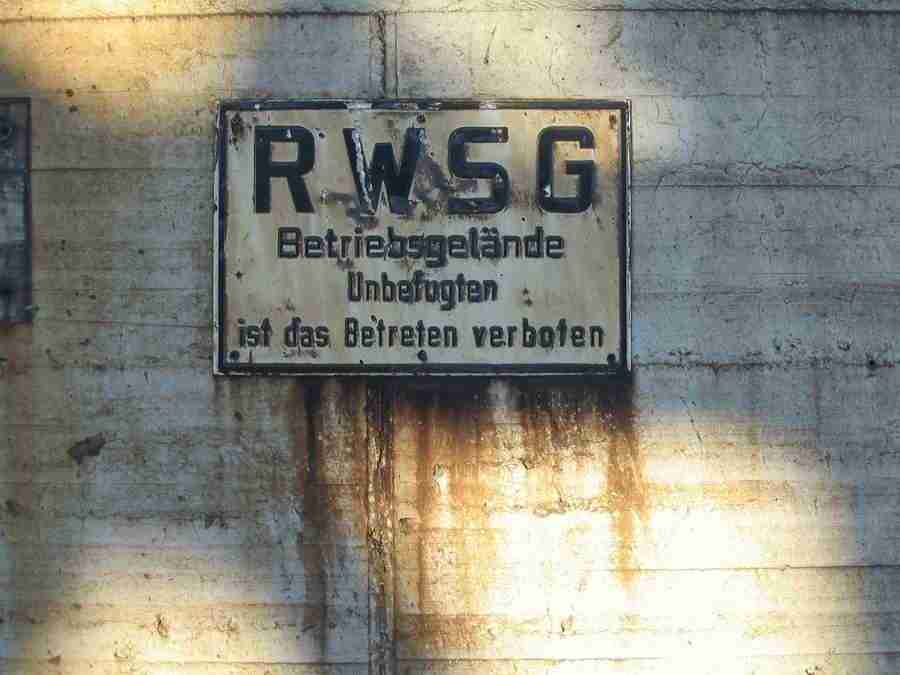 RWSG
Betriebsgelände
Unbefugten
ist das Betreten verboten